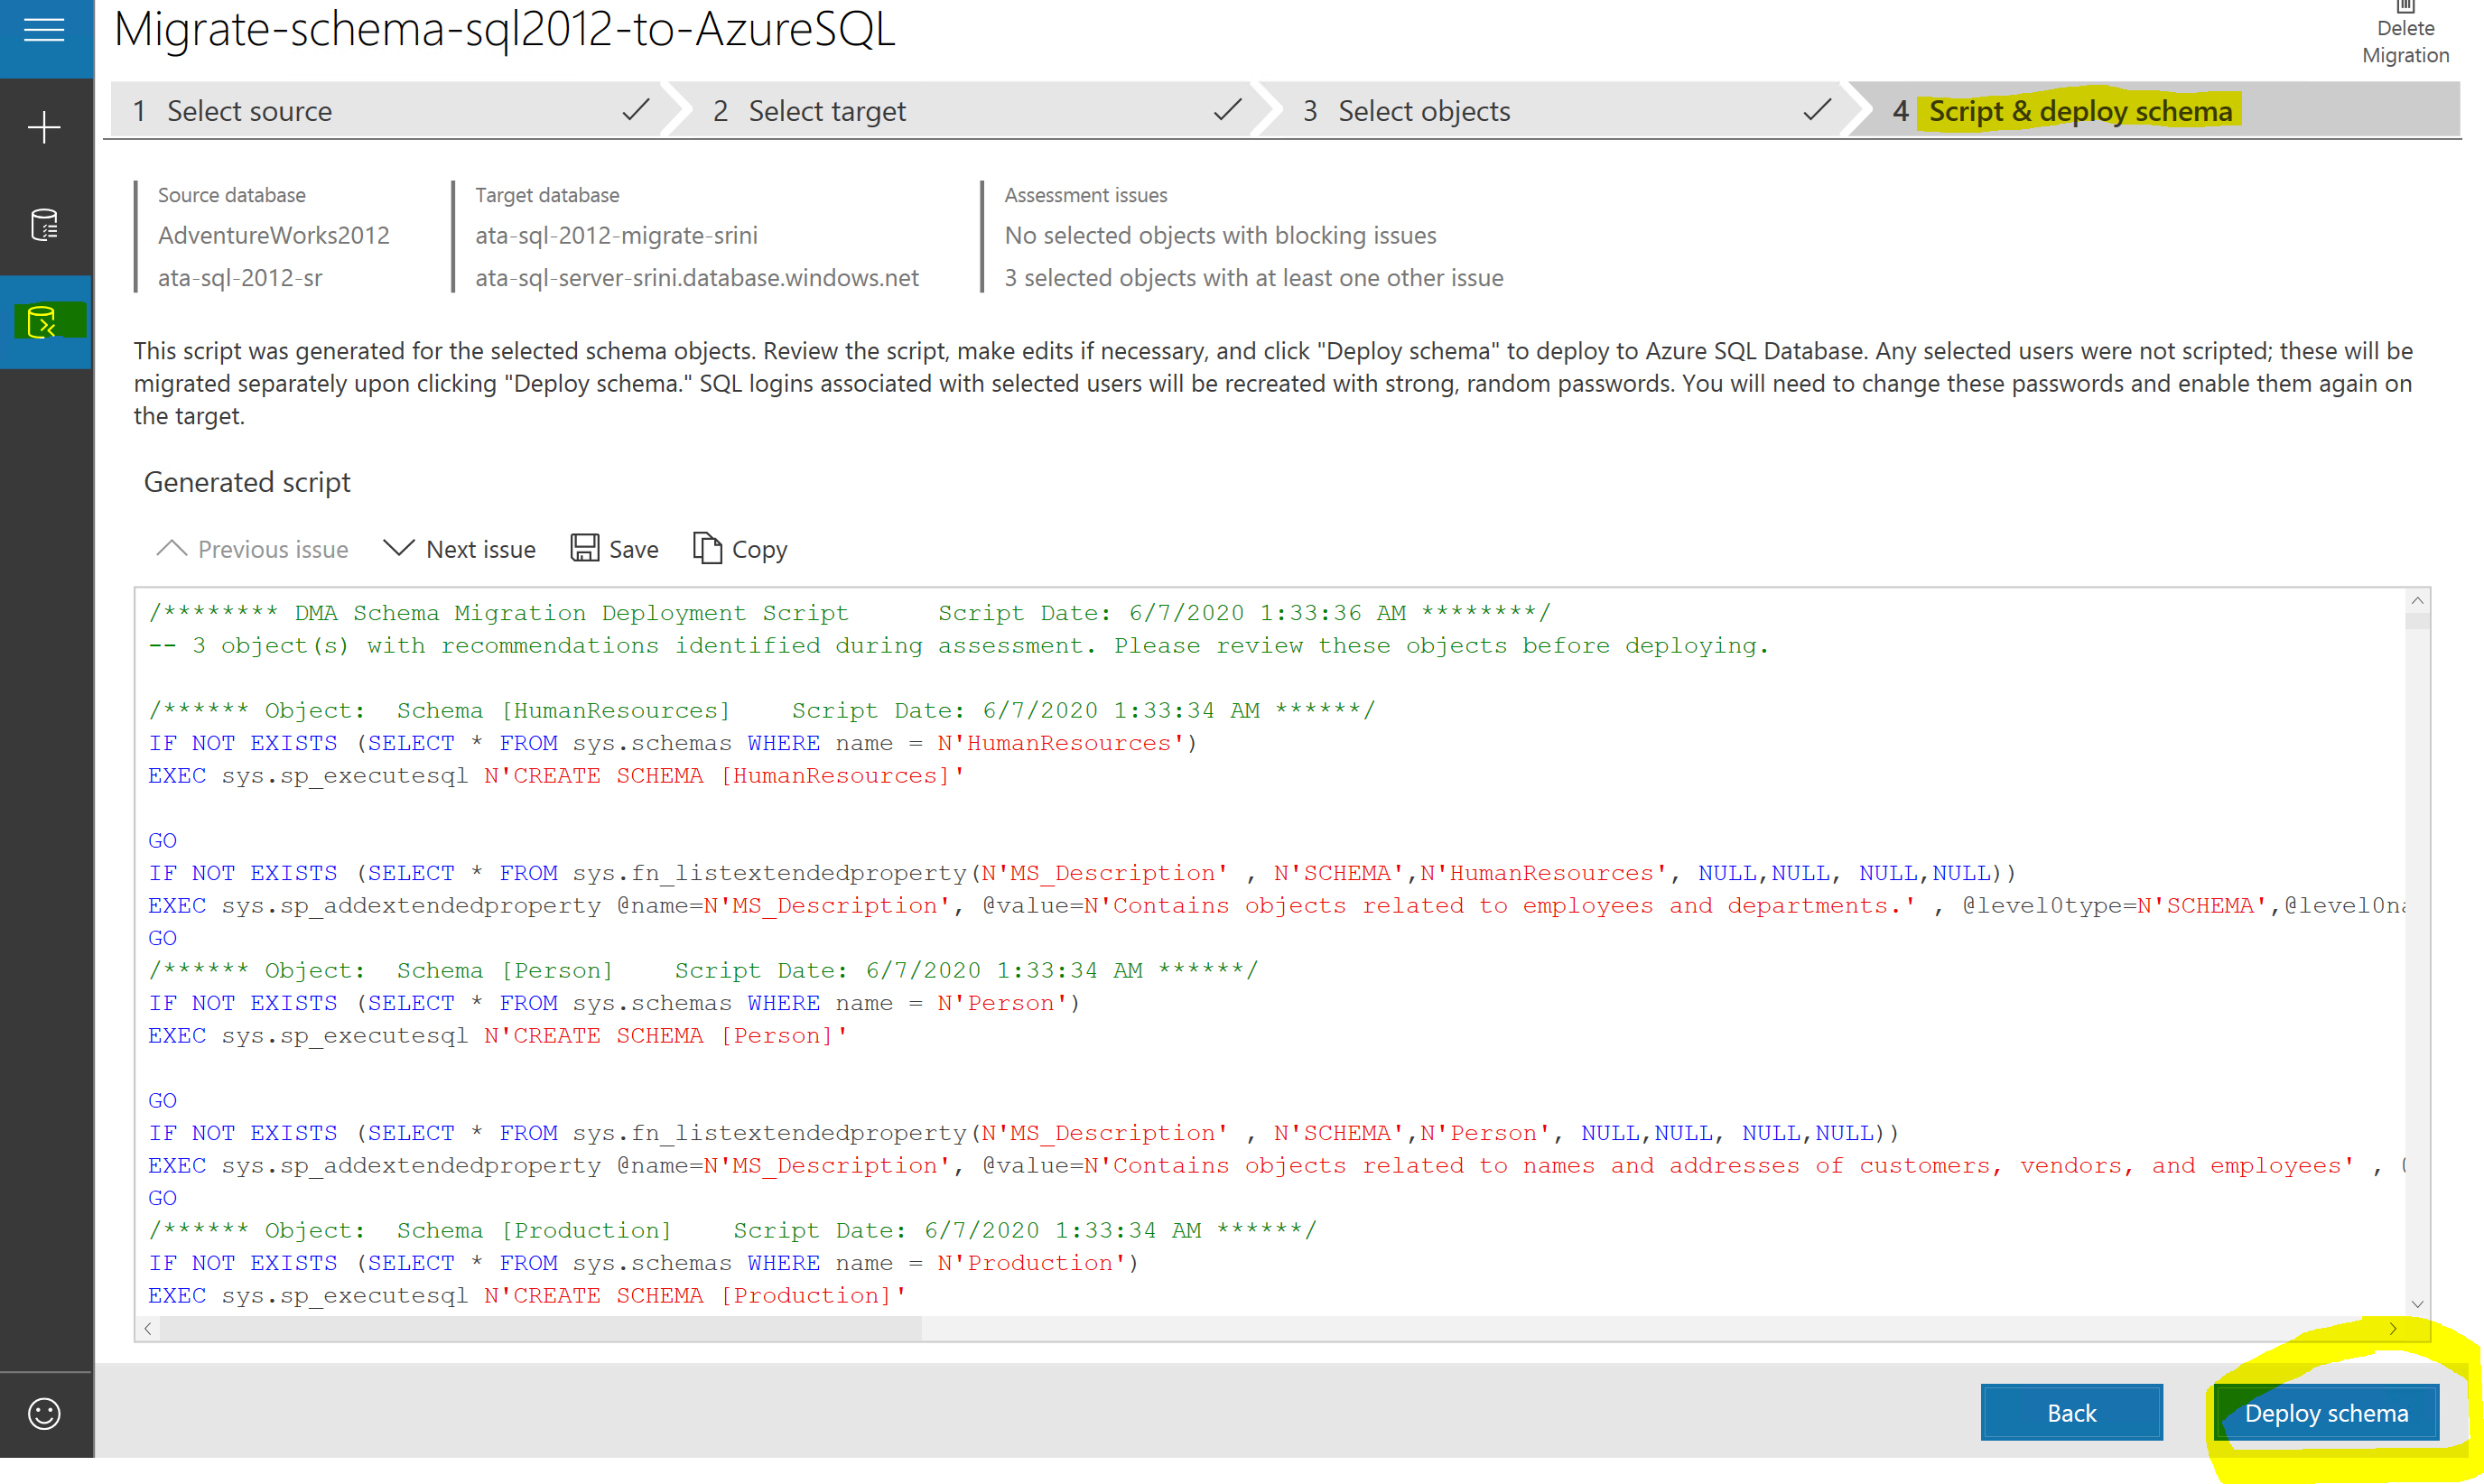 Migrate-schema-sql2012-to-AzureSQL
Delete
Migration
1 Select source
2 Select target
3 Select objects
4 Script & deploy schema
Source database
AdventureWorks2012
ata-sql-2012-sr
Target database
ata-sql-2012-migrate-srini
ata-sql-server-srini.database.windows.net
Assessment issues
No selected objects with blocking issues
3 selected objects with at least one other issue
This script was generated for the selected schema objects. Review the script, make edits if necessary, and click "Deploy schema" to deploy to Azure SQL Database. Any selected users were not scripted; these will be
migrated separately upon clicking "Deploy schema." SQL logins associated with selected users will be recreated with strong, random passwords. You will need to change these passwords and enable them again on
the target.
Generated script
Previous issue Next issue Save Copy
/******** DMA Schema Migration Deployment Script      Script Date: 6/7/2020 1:33:36 AM ********/
-- 3 object(s) with recommendations identified during assessment. Please review these objects before deploying.
/****** Object:  Schema [HumanResources]    Script Date: 6/7/2020 1:33:34 AM ******/
IF NOT EXISTS (SELECT * FROM sys.schemas WHERE name = N'HumanResources')
EXEC sys.sp_executesql N'CREATE SCHEMA [HumanResources]'
GO
IF NOT EXISTS (SELECT * FROM sys.fn_listextendedproperty(N'MS_Description' , N'SCHEMA',N'HumanResources', NULL,NULL, NULL,NULL))
EXEC sys.sp_addextendedproperty @name=N'MS_Description', @value=N'Contains objects related to employees and departments.' , @level0type=N'SCHEMA',@level0na
GO
/****** Object:  Schema [Person]    Script Date: 6/7/2020 1:33:34 AM ******/
IF NOT EXISTS (SELECT * FROM sys.schemas WHERE name = N'Person')
EXEC sys.sp_executesql N'CREATE SCHEMA [Person]'
GO
IF NOT EXISTS (SELECT * FROM sys.fn_listextendedproperty(N'MS_Description' , N'SCHEMA',N'Person', NULL,NULL, NULL,NULL))
EXEC sys.sp_addextendedproperty @name=N'MS_Description', @value=N'Contains objects related to names and addresses of customers, vendors, and employees' ,
GO
/****** Object:  Schema [Production]    Script Date: 6/7/2020 1:33:34 AM ******/
IF NOT EXISTS (SELECT * FROM sys.schemas WHERE name = N'Production')
EXEC sys.sp_executesql N'CREATE SCHEMA [Production]'
Back
Deploy schema